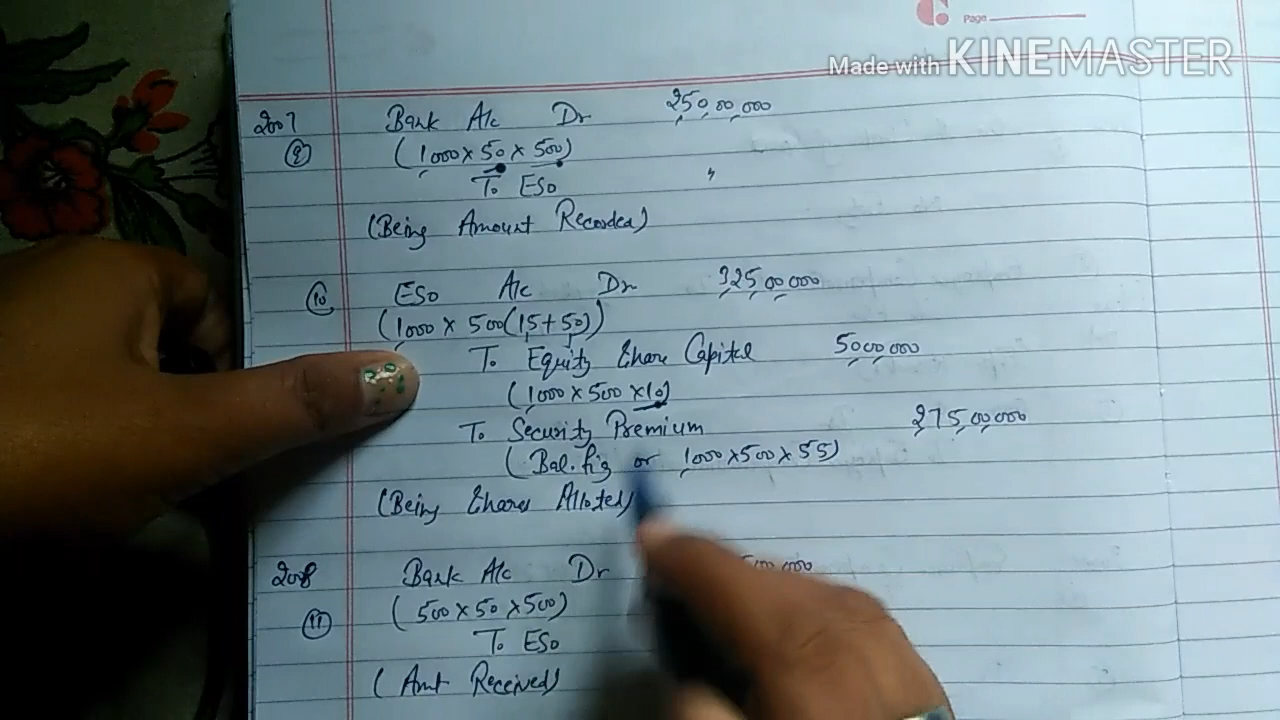 Page
Made with KINEMASTER
2007 Bank A/c Dr 250,00,000
(9) (1000 × 50 × 500)
To ESO "
(Being Amount Recorded)
(10) ESO A/c Dr 325,00,000
(1000 × 500(15+50))
To Equity Share Capital 5000,000
(1000 × 500 × 10)
To Security Premium 275,00,000
(Bal. fig or 1000 × 500 × 55)
(Being Shares Alloted)
2008 Bank A/c Dr
(11) (500 × 50 × 500)
To ESO
(Amt Received)